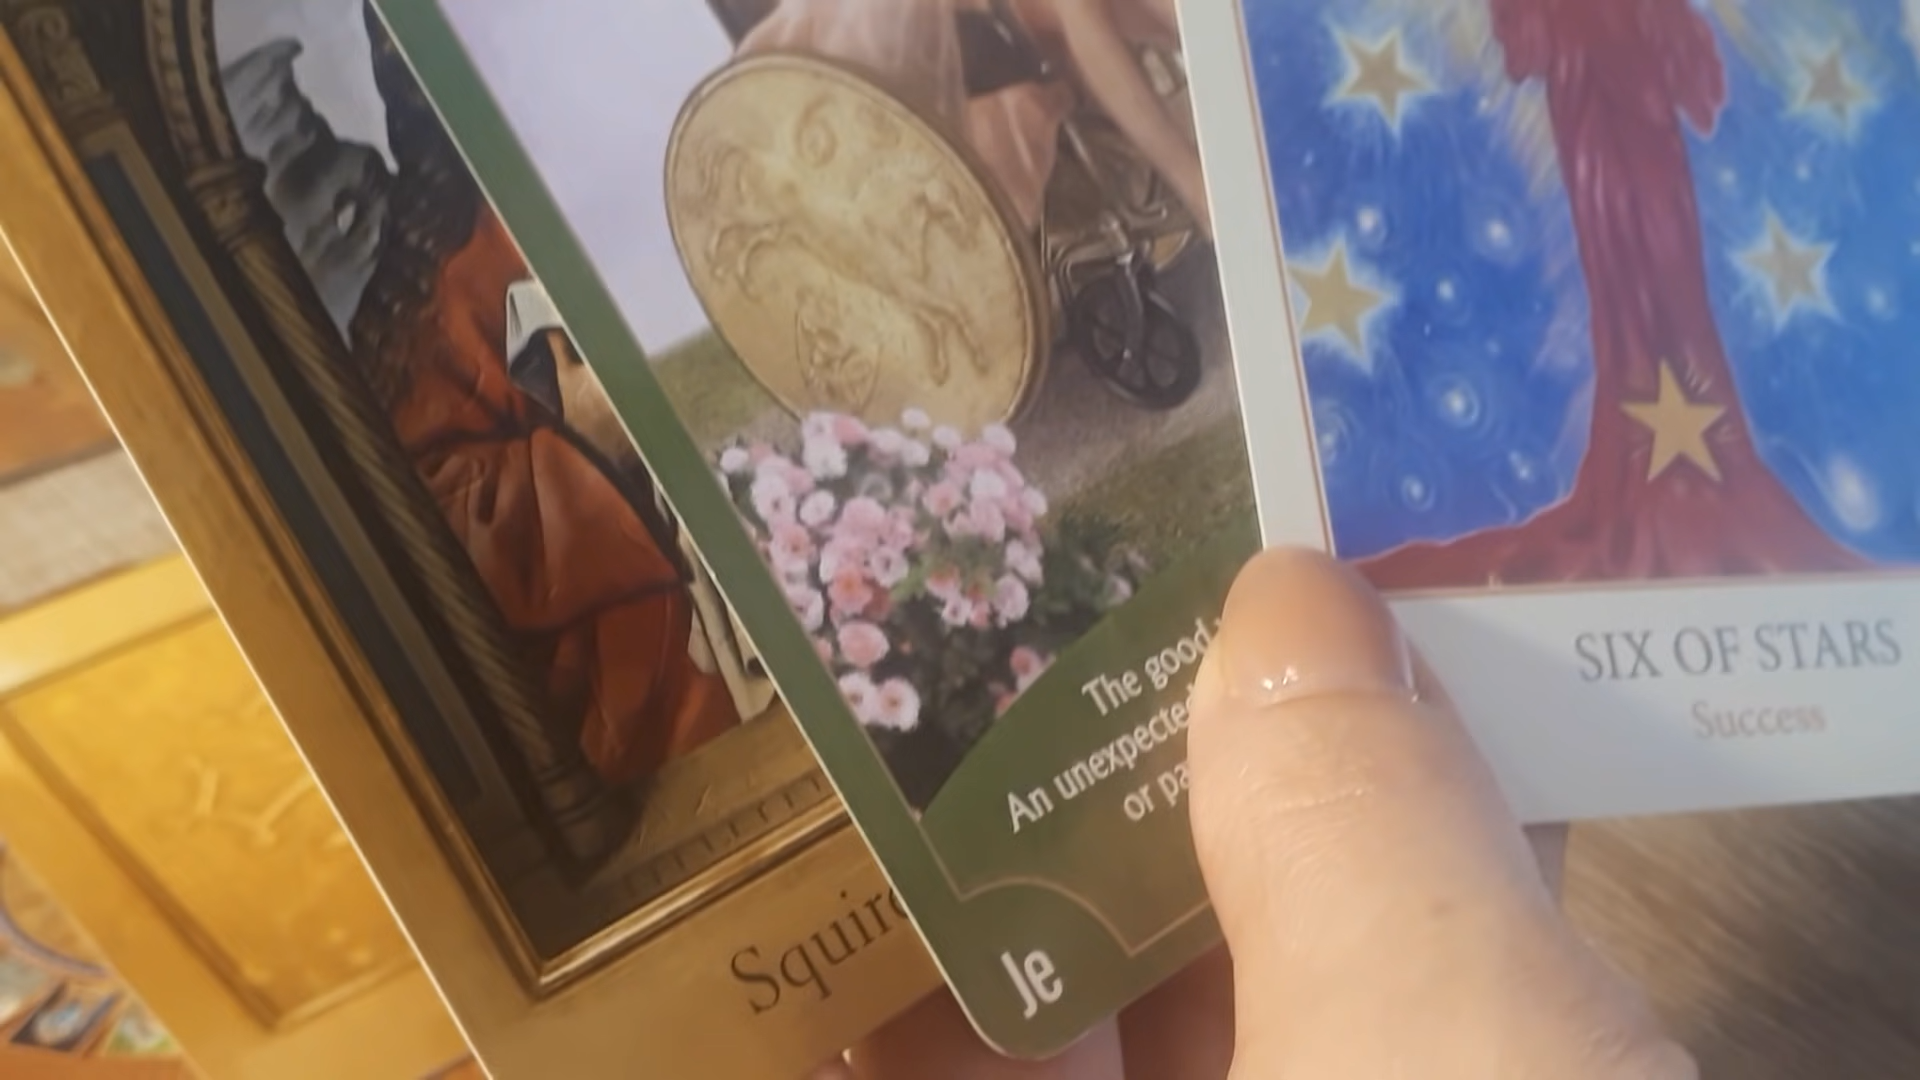 Squire
The good
An unexpected
or pa
Je
SIX OF STARS
Success